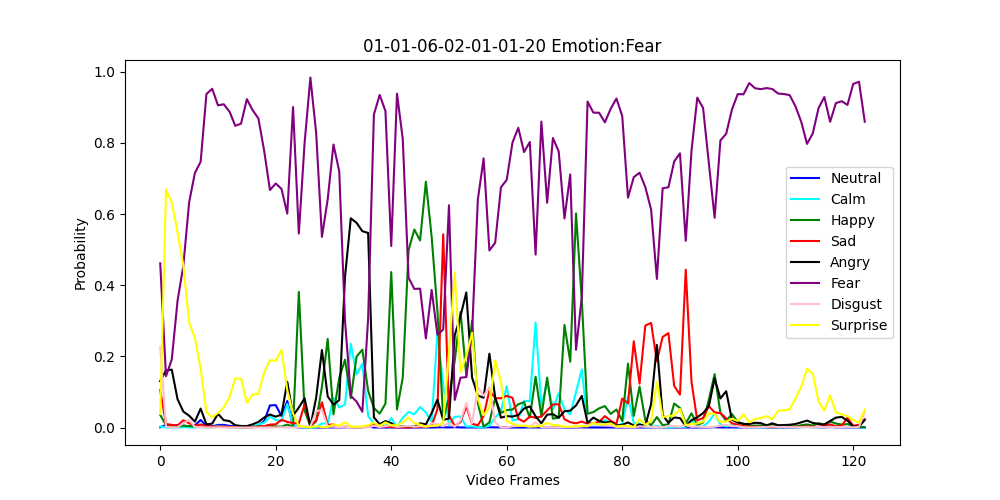 01-01-06-02-01-01-20 Emotion:Fear
Probability
1.0
0.8
0.6
0.4
0.2
0.0
0
20
40
60
80
100
120
Video Frames
Neutral
Calm
Happy
Sad
Angry
Fear
Disgust
Surprise